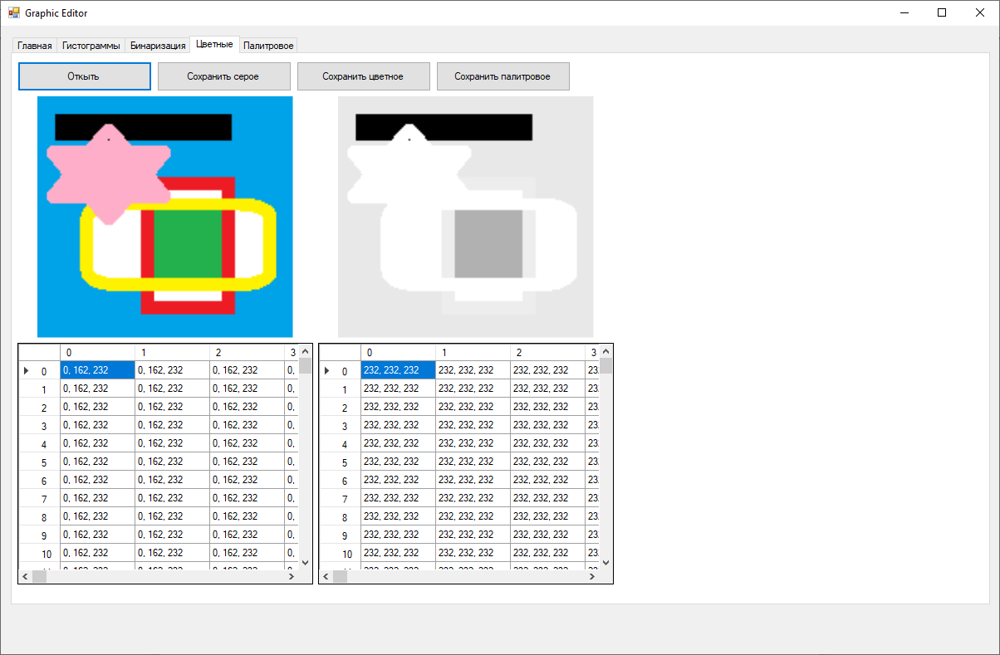 Graphic Editor
Главная Гистограммы Бинаризация Цветные Палитровое
Откыть Сохранить серое Сохранить цветное Сохранить палитровое
0 1 2 3 0 1 2 3
0 0, 162, 232 0, 162, 232 0, 162, 232 0, 0 232, 232, 232 232, 232, 232 232, 232, 232 23
1 0, 162, 232 0, 162, 232 0, 162, 232 0, 1 232, 232, 232 232, 232, 232 232, 232, 232 23
2 0, 162, 232 0, 162, 232 0, 162, 232 0, 2 232, 232, 232 232, 232, 232 232, 232, 232 23
3 0, 162, 232 0, 162, 232 0, 162, 232 0, 3 232, 232, 232 232, 232, 232 232, 232, 232 23
4 0, 162, 232 0, 162, 232 0, 162, 232 0, 4 232, 232, 232 232, 232, 232 232, 232, 232 23
5 0, 162, 232 0, 162, 232 0, 162, 232 0, 5 232, 232, 232 232, 232, 232 232, 232, 232 23
6 0, 162, 232 0, 162, 232 0, 162, 232 0, 6 232, 232, 232 232, 232, 232 232, 232, 232 23
7 0, 162, 232 0, 162, 232 0, 162, 232 0, 7 232, 232, 232 232, 232, 232 232, 232, 232 23
8 0, 162, 232 0, 162, 232 0, 162, 232 0, 8 232, 232, 232 232, 232, 232 232, 232, 232 23
9 0, 162, 232 0, 162, 232 0, 162, 232 0, 9 232, 232, 232 232, 232, 232 232, 232, 232 23
10 0, 162, 232 0, 162, 232 0, 162, 232 0, 10 232, 232, 232 232, 232, 232 232, 232, 232 23